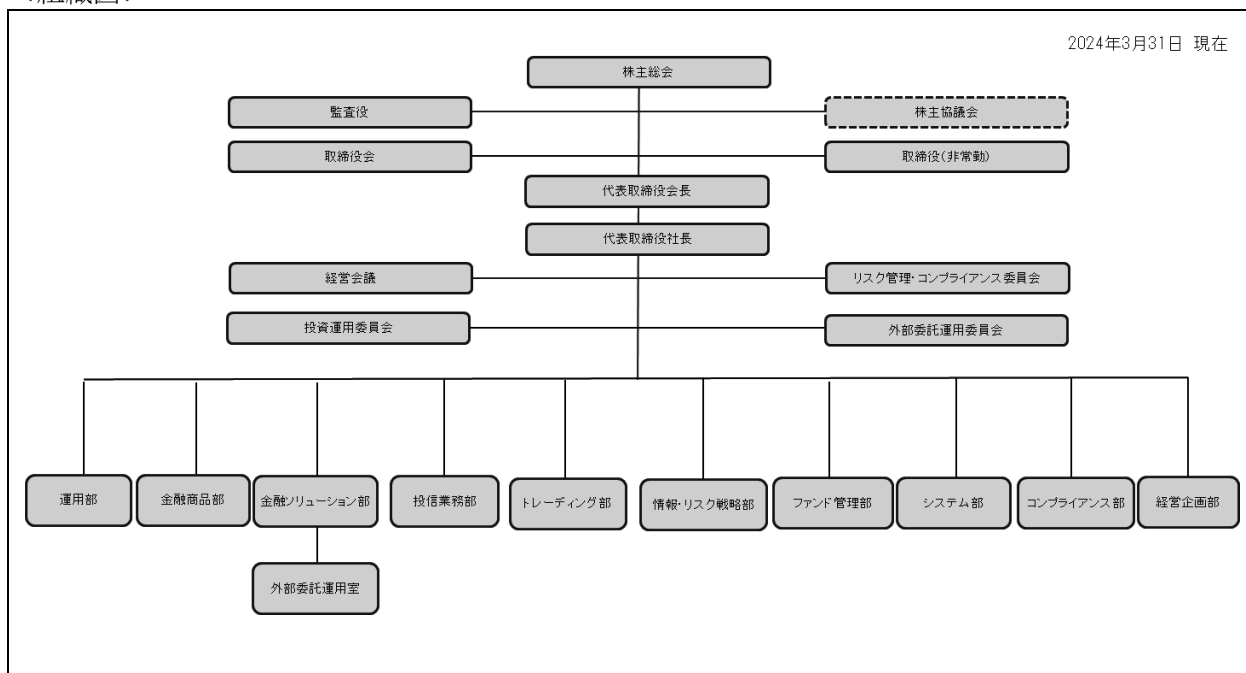 <組織図>
2024年3月31日 現在
株主総会
監査役
株主協議会
取締役会
取締役(非常勤)
代表取締役会長
代表取締役社長
経営会議
リスク管理・コンプライアンス委員会
投資運用委員会
外部委託運用委員会
運用部
金融商品部
金融ソリューション部
投信業務部
トレーディング部
情報・リスク戦略部
ファンド管理部
システム部
コンプライアンス部
経営企画部
外部委託運用室